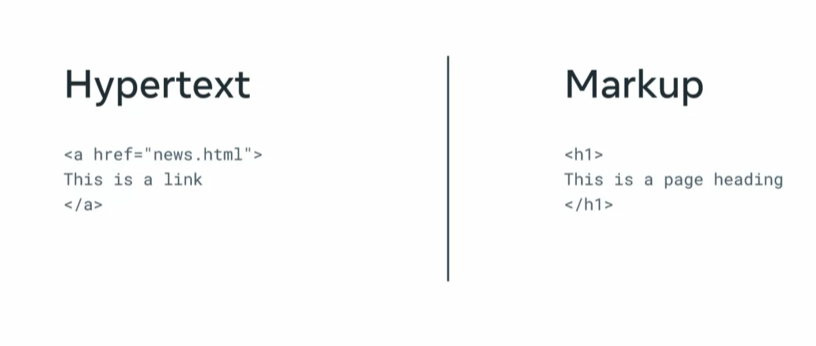 Hypertext
<a href="news.html">
This is a link
</a>
Markup
<h1>
This is a page heading
</h1>